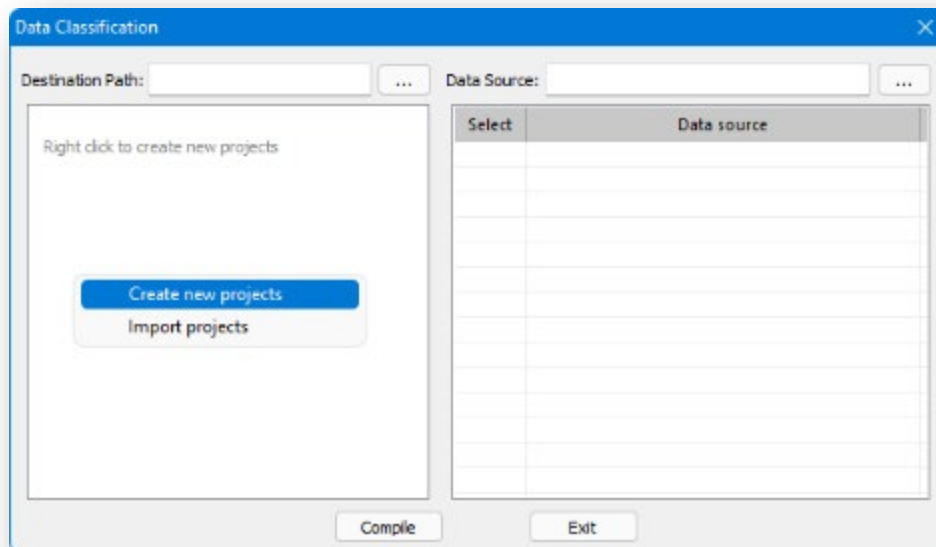 Data Classification
Destination Path: ... Data Source: ...
Right click to create new projects
Create new projects
Import projects
Select Data source
Compile Exit